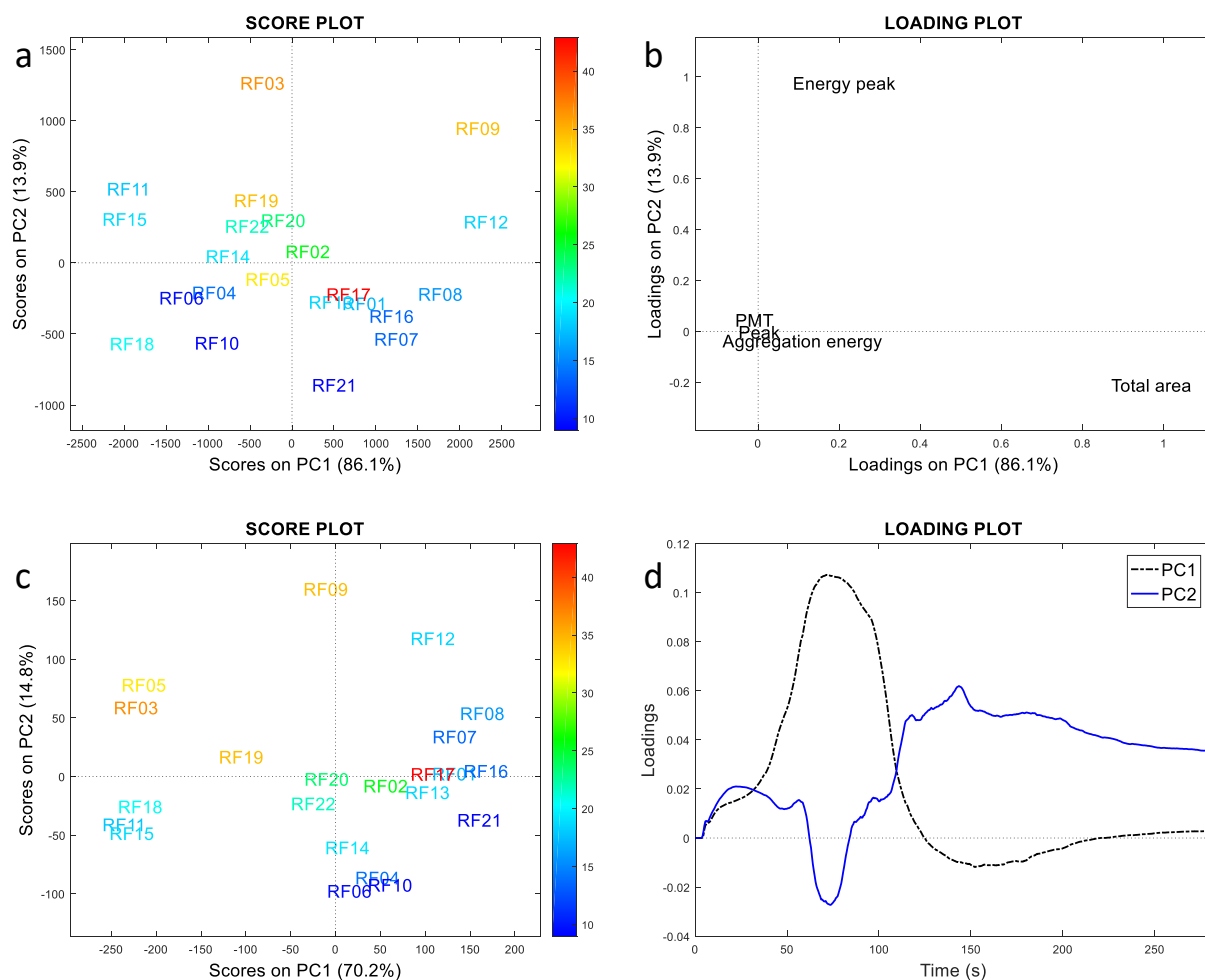 a
SCORE PLOT
1500
1000
500
0
-500
-1000
Scores on PC2 (13.9%)
RF03
RF09
RF11
RF15
RF19
RF20
RF22
RF12
RF02
RF14
RF05
RF06
RF04
RF17
RF13
RF01
RF08
RF16
RF18
RF10
RF07
RF21
-2500 -2000 -1500 -1000 -500 0 500 1000 1500 2000 2500
Scores on PC1 (86.1%)
40
35
30
25
20
15
10
b
LOADING PLOT
1
0.8
0.6
0.4
0.2
0
-0.2
Loadings on PC2 (13.9%)
Energy peak
PMT
Peak
Aggregation energy
Total area
0 0.2 0.4 0.6 0.8 1
Loadings on PC1 (86.1%)
c
SCORE PLOT
150
100
50
0
-50
-100
Scores on PC2 (14.8%)
RF09
RF12
RF05
RF03
RF08
RF07
RF19
RF20
RF17
RF01
RF16
RF02
RF13
RF22
RF18
RF11
RF15
RF21
RF14
RF04
RF10
RF06
-250 -200 -150 -100 -50 0 50 100 150 200
Scores on PC1 (70.2%)
40
35
30
25
20
15
10
d
LOADING PLOT
0.12
0.1
0.08
0.06
0.04
0.02
0
-0.02
-0.04
Loadings
PC1
PC2
0 50 100 150 200 250
Time (s)